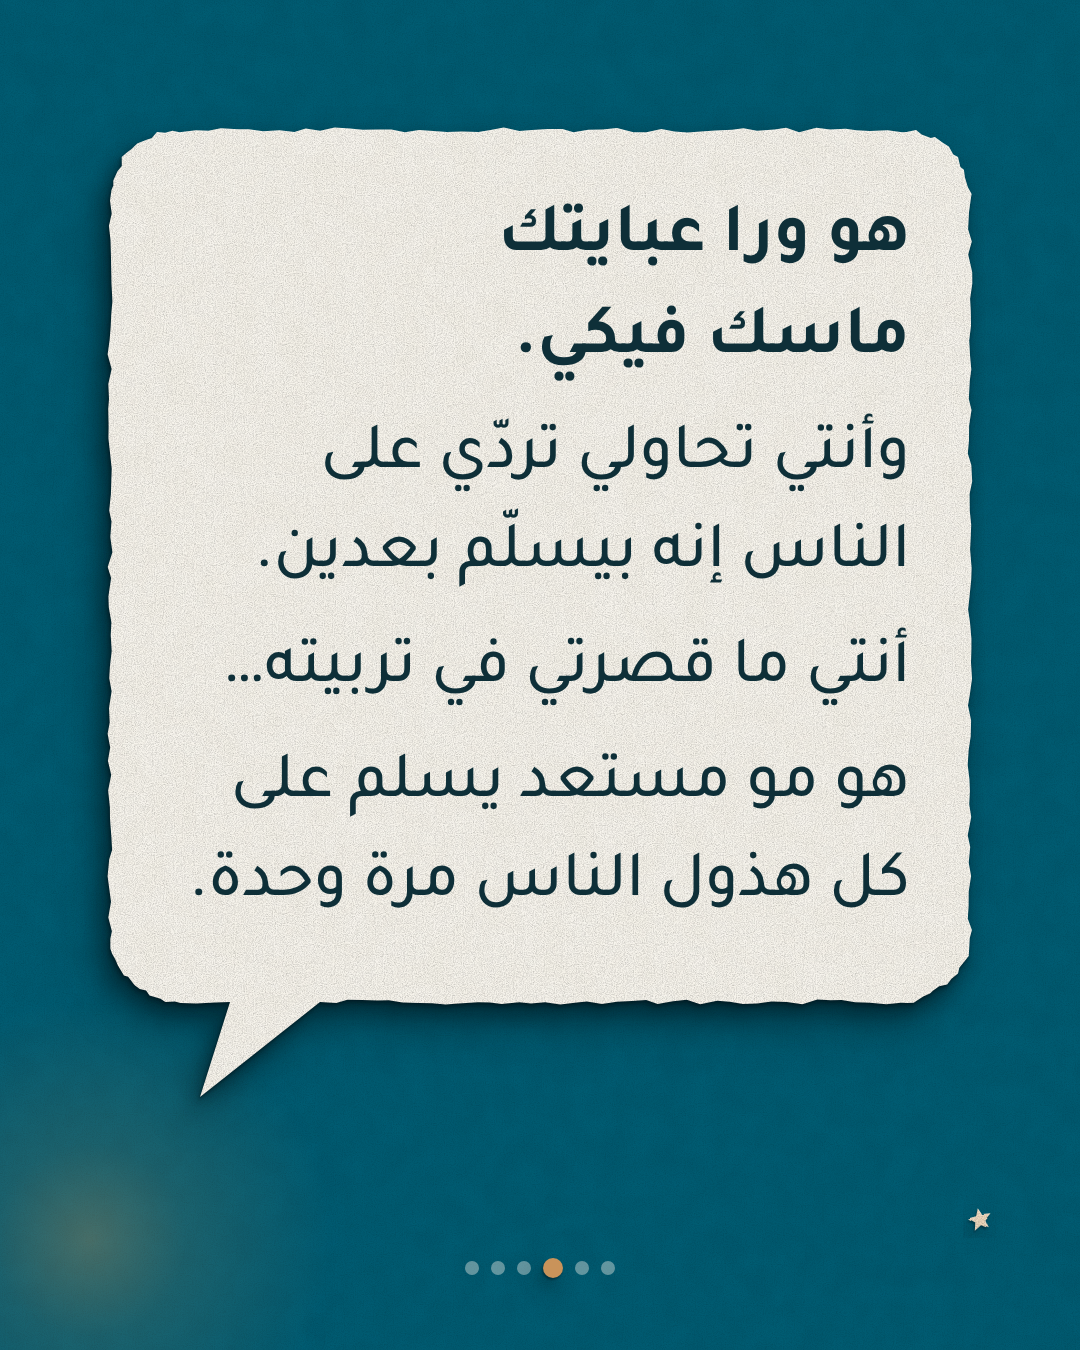 هو ورا عبايتك
ماسك فيكي.
وأنتي تحاولي تردّي على
الناس إنه بيسلّم بعدين.
أنتي ما قصرتي في تربيته...
هو مو مستعد يسلم على
كل هذول الناس مرة وحدة.